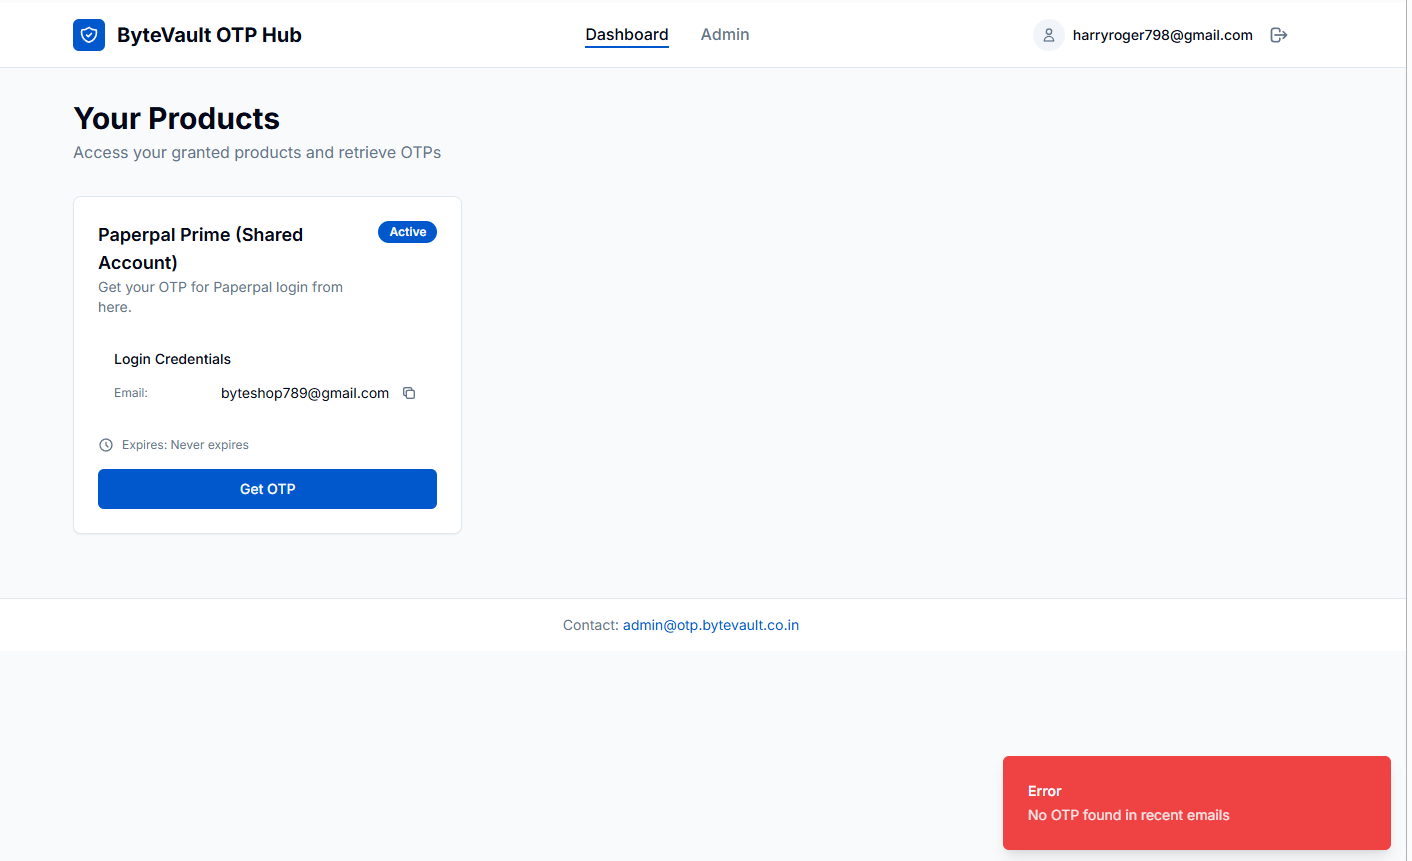 ByteVault OTP Hub
Dashboard
Admin
harryroger798@gmail.com
Your Products
Access your granted products and retrieve OTPs
Paperpal Prime (Shared
Account)
Active
Get your OTP for Paperpal login from
here.
Login Credentials
Email:
byteshop789@gmail.com
Expires: Never expires
Get OTP
Contact: admin@otp.bytevault.co.in
Error
No OTP found in recent emails